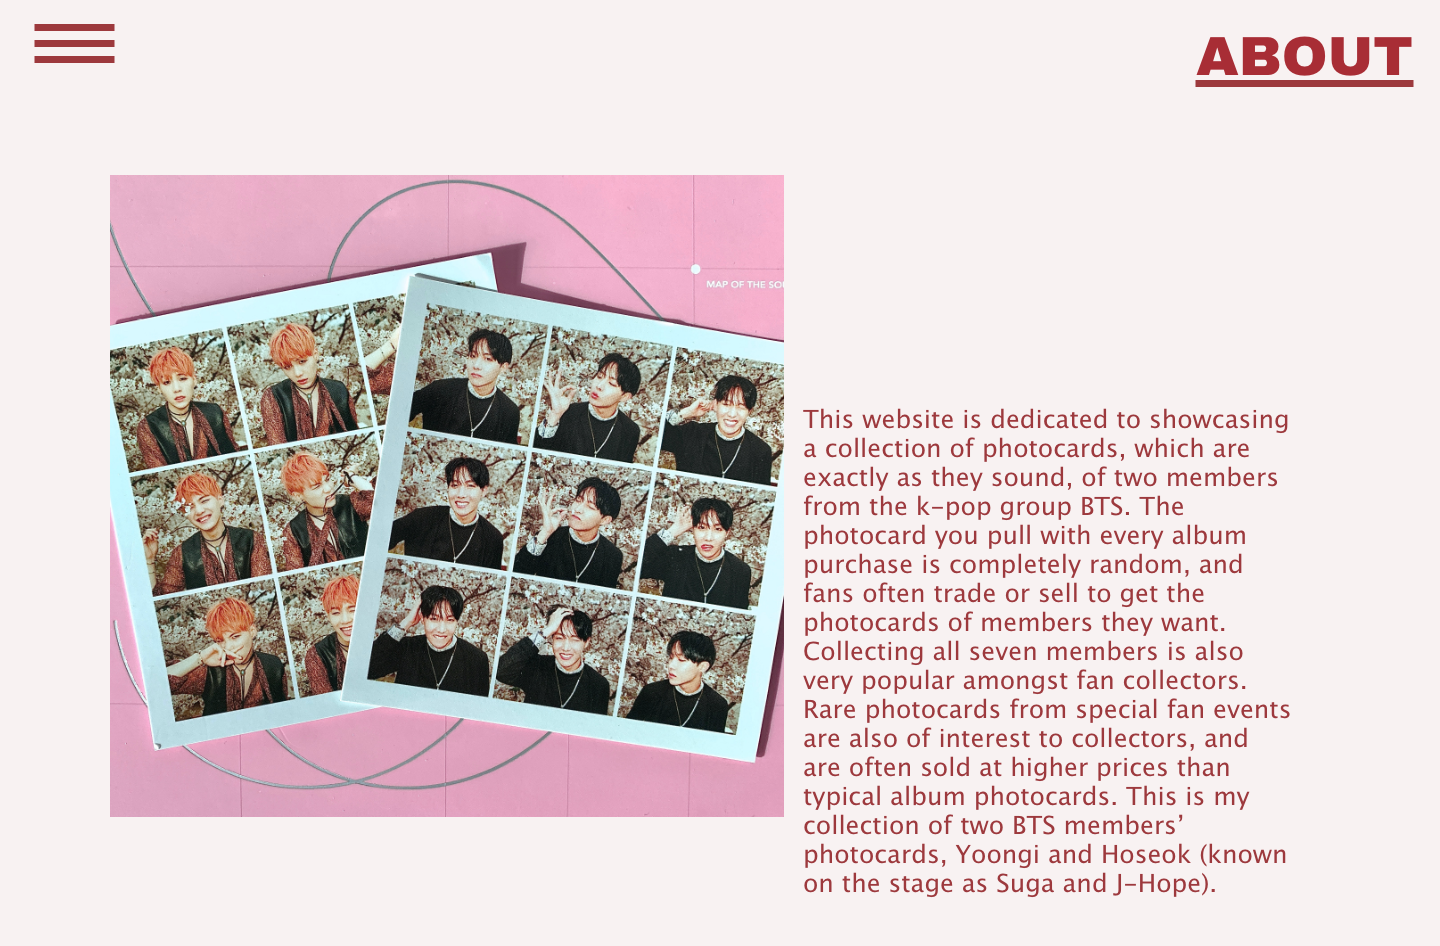 ABOUT
MAP OF THE
This website is dedicated to showcasing
a collection of photocards, which are
exactly as they sound, of two members
from the k-pop group BTS. The
photocard you pull with every album
purchase is completely random, and
fans often trade or sell to get the
photocards of members they want.
Collecting all seven members is also
very popular amongst fan collectors.
Rare photocards from special fan events
are also of interest to collectors, and
are often sold at higher prices than
typical album photocards. This is my
collection of two BTS members’
photocards, Yoongi and Hoseok (known
on the stage as Suga and J-Hope).